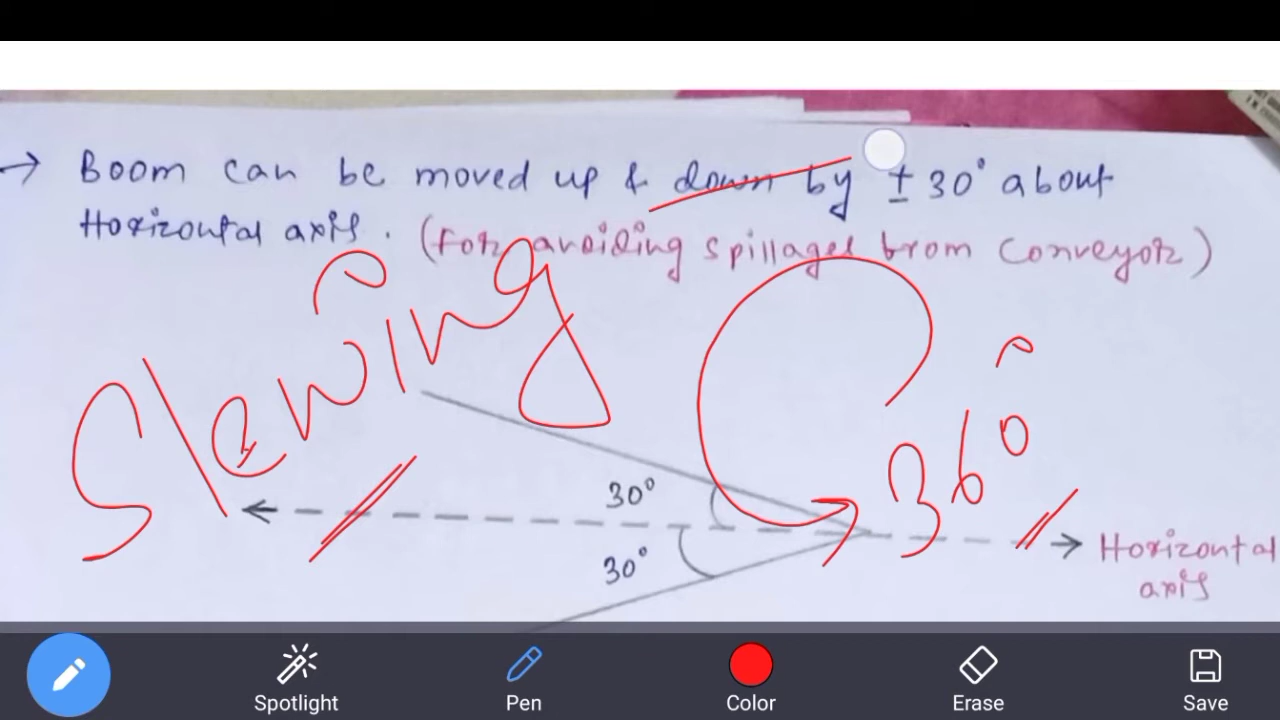 → Boom can be moved up & down by ± 30° about
Horizontal axis. (For avoiding spillages from conveyor)
Slewing
360°
30°
30°
Horizontal
axis
Spotlight
Pen
Color
Erase
Save